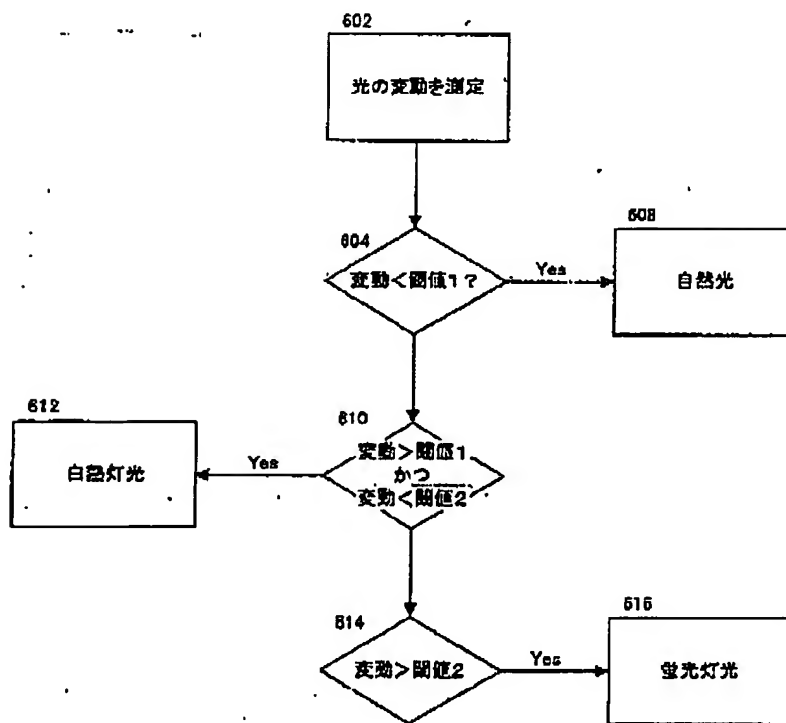 602
光の変動を測定
604
変動<閾値1?
Yes
608
自然光
610
変動>閾値1
かつ
変動<閾値2
Yes
612
白熱灯光
614
変動>閾値2
Yes
616
蛍光灯光